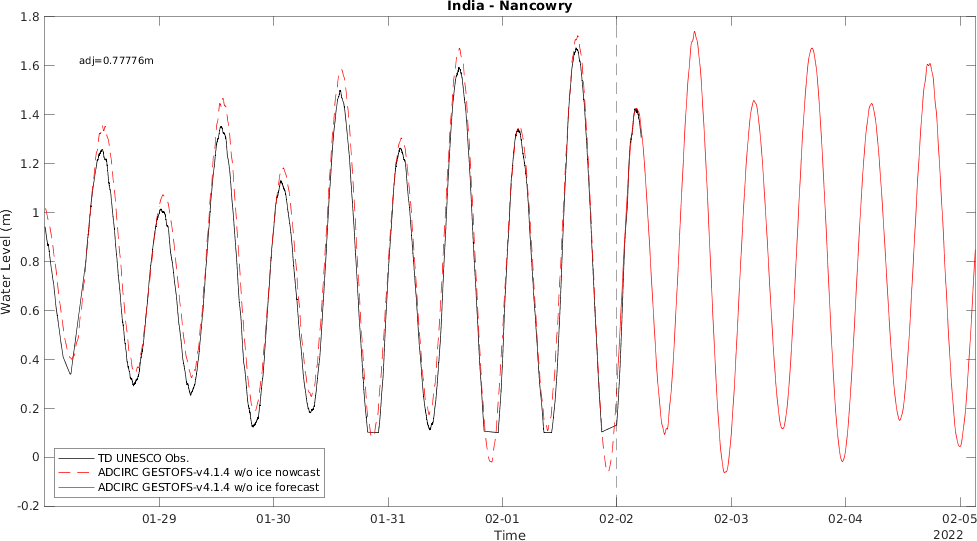 India - Nancowry
1.8
1.6
1.4
1.2
1
0.8
0.6
0.4
0.2
0
-0.2
Water Level (m)
adj=0.77776m
TD UNESCO Obs.
ADCIRC GESTOFS-v4.1.4 w/o ice nowcast
ADCIRC GESTOFS-v4.1.4 w/o ice forecast
01-29 01-30 01-31 02-01 02-02 02-03 02-04 02-05
Time
2022